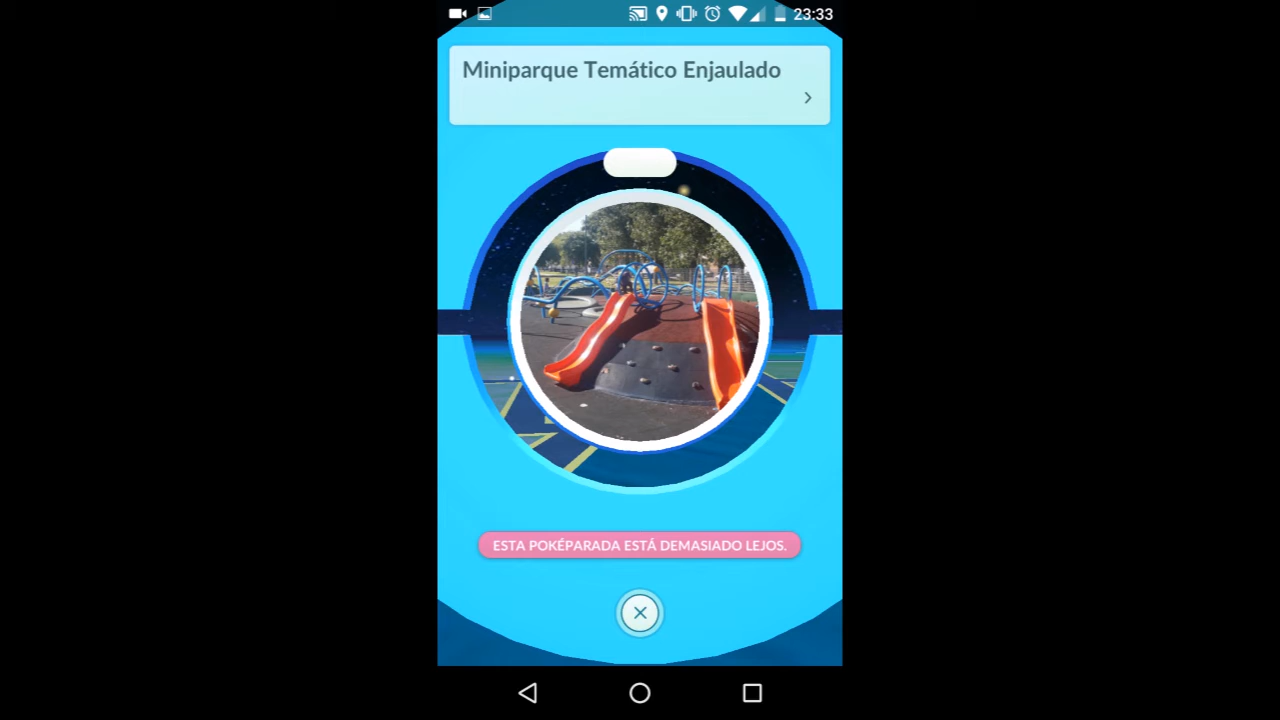 23:33
Miniparque Temático Enjaulado
ESTA POKÉPARADA ESTÁ DEMASIADO LEJOS.